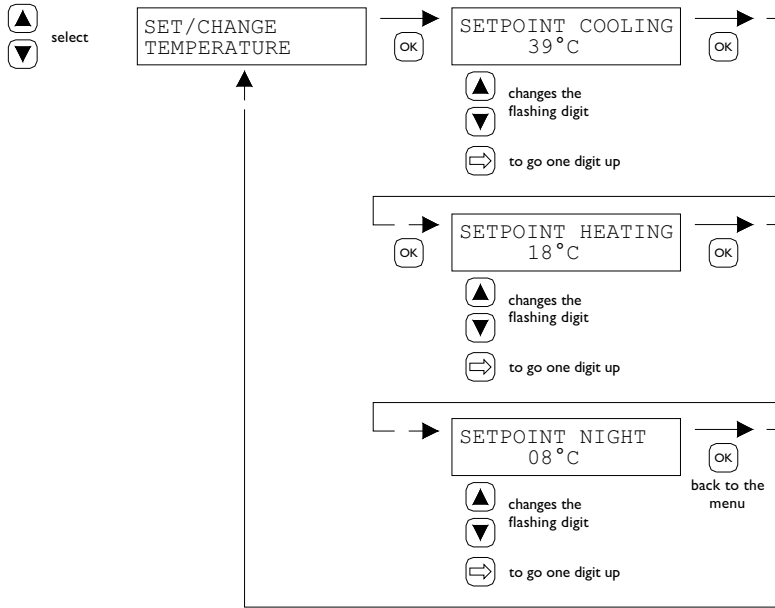 select
SET/CHANGE
TEMPERATURE
OK
SETPOINT COOLING
39°C
OK
changes the
flashing digit
to go one digit up
OK
SETPOINT HEATING
18°C
OK
changes the
flashing digit
to go one digit up
SETPOINT NIGHT
08°C
OK
back to the
menu
changes the
flashing digit
to go one digit up